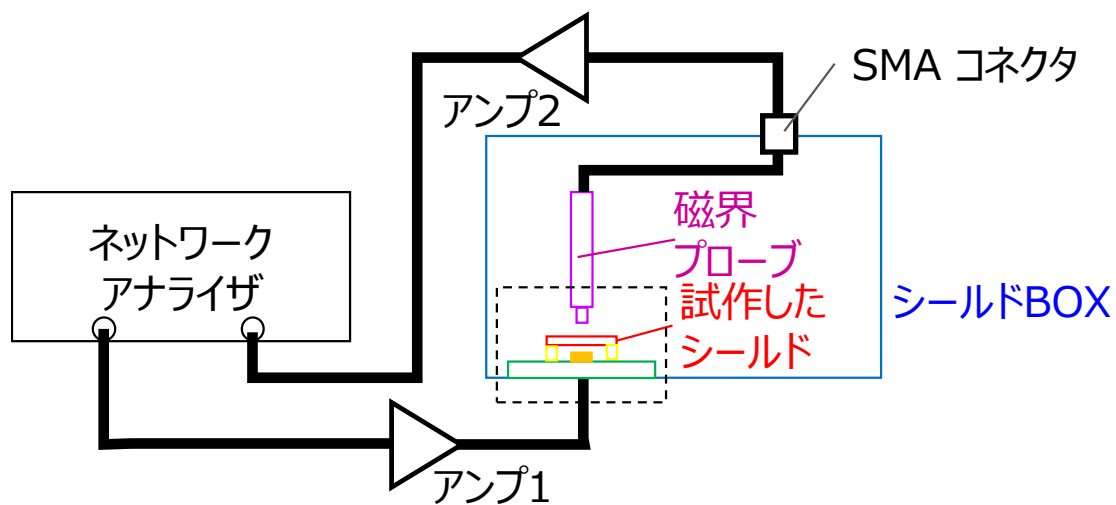 SMA コネクタ
アンプ2
磁界
プローブ
ネットワーク
アナライザ
試作した
シールド
シールドBOX
アンプ1